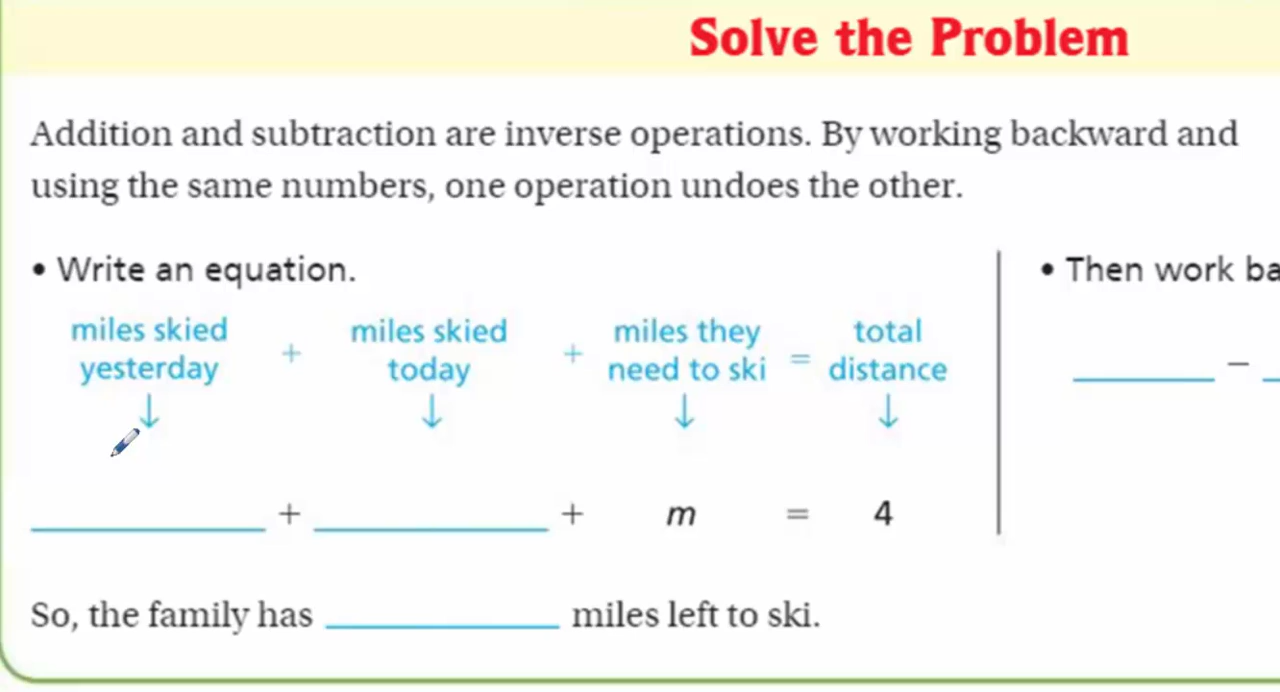 Solve the Problem
Addition and subtraction are inverse operations. By working backward and
using the same numbers, one operation undoes the other.
• Write an equation.
miles skied yesterday + miles skied today + miles they need to ski = total distance
↓ ↓ ↓ ↓
+ + m = 4
So, the family has ____ miles left to ski.
• Then work
−